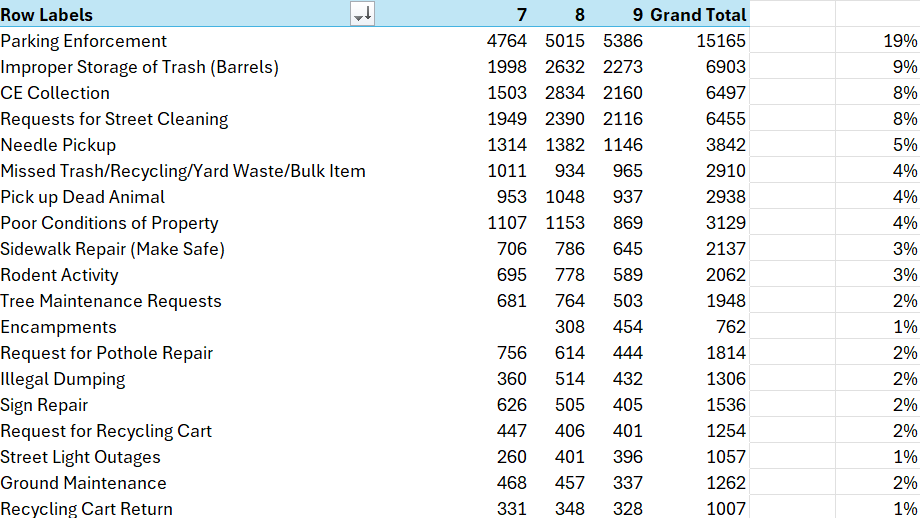 Row Labels 7 8 9 Grand Total
Parking Enforcement 4764 5015 5386 15165 19%
Improper Storage of Trash (Barrels) 1998 2632 2273 6903 9%
CE Collection 1503 2834 2160 6497 8%
Requests for Street Cleaning 1949 2390 2116 6455 8%
Needle Pickup 1314 1382 1146 3842 5%
Missed Trash/Recycling/Yard Waste/Bulk Item 1011 934 965 2910 4%
Pick up Dead Animal 953 1048 937 2938 4%
Poor Conditions of Property 1107 1153 869 3129 4%
Sidewalk Repair (Make Safe) 706 786 645 2137 3%
Rodent Activity 695 778 589 2062 3%
Tree Maintenance Requests 681 764 503 1948 2%
Encampments 308 454 762 1%
Request for Pothole Repair 756 614 444 1814 2%
Illegal Dumping 360 514 432 1306 2%
Sign Repair 626 505 405 1536 2%
Request for Recycling Cart 447 406 401 1254 2%
Street Light Outages 260 401 396 1057 1%
Ground Maintenance 468 457 337 1262 2%
Recycling Cart Return 331 348 328 1007 1%